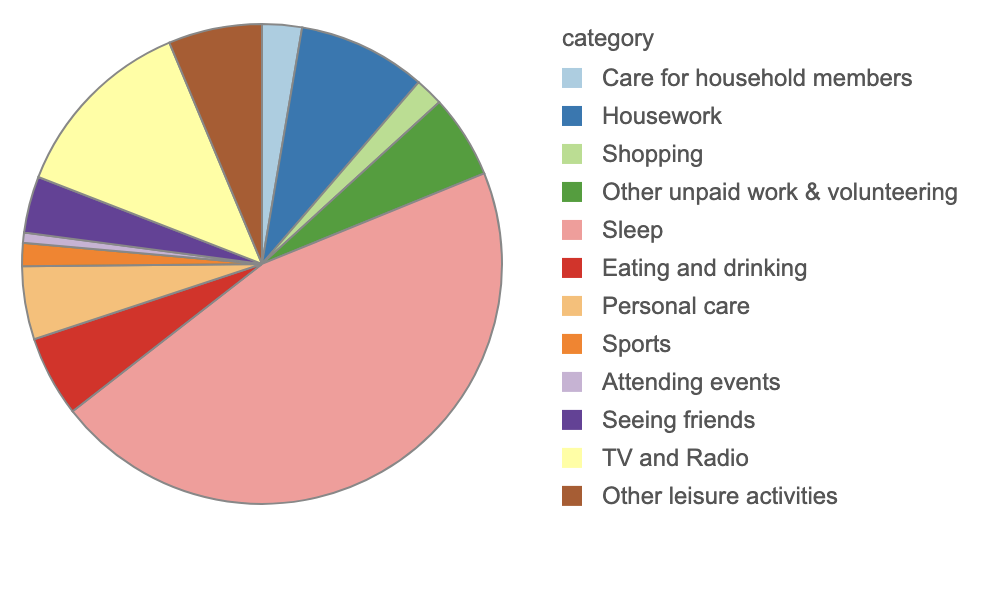 category
Care for household members
Housework
Shopping
Other unpaid work & volunteering
Sleep
Eating and drinking
Personal care
Sports
Attending events
Seeing friends
TV and Radio
Other leisure activities